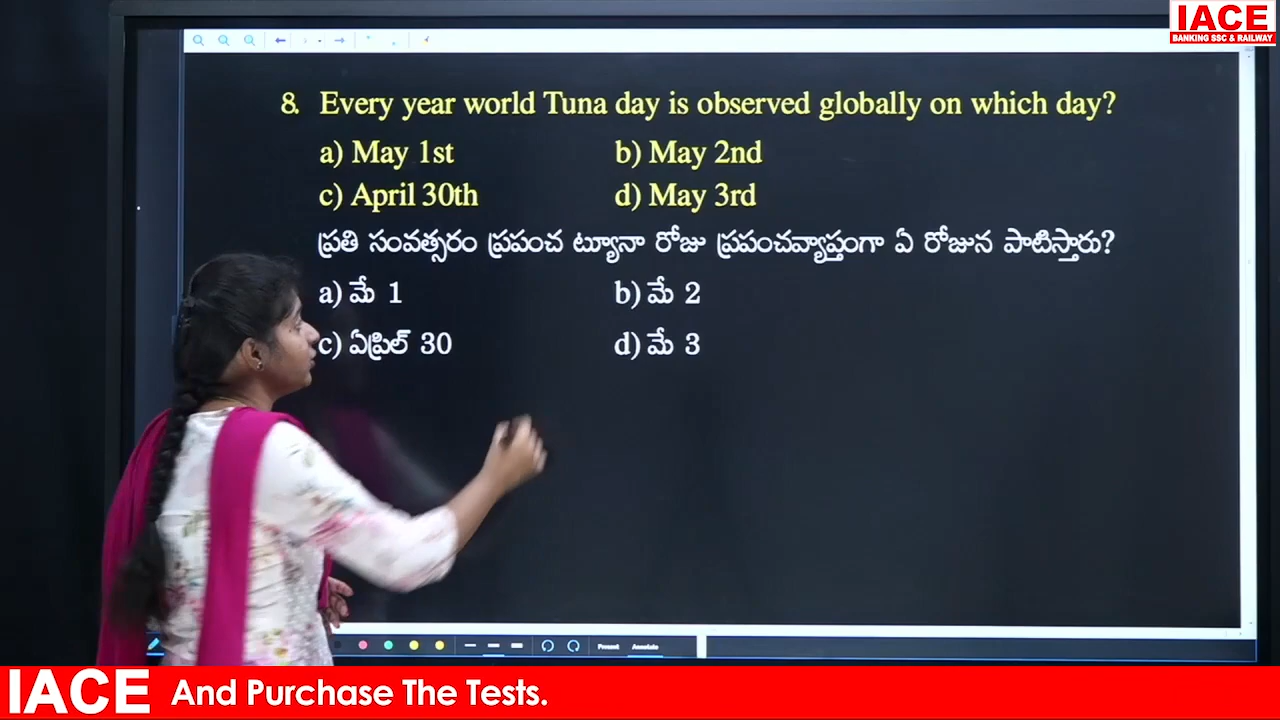 IACE
BANKING SSC & RAILWAY
8. Every year world Tuna day is observed globally on which day?
a) May 1st b) May 2nd
c) April 30th d) May 3rd
ప్రతి సంవత్సరం ప్రపంచ ట్యూనా రోజు ప్రపంచవ్యాప్తంగా ఏ రోజున పాటిస్తారు?
a) మే 1 b) మే 2
c) ఏప్రిల్ 30 d) మే 3
Present Annotate
IACE And Purchase The Tests.